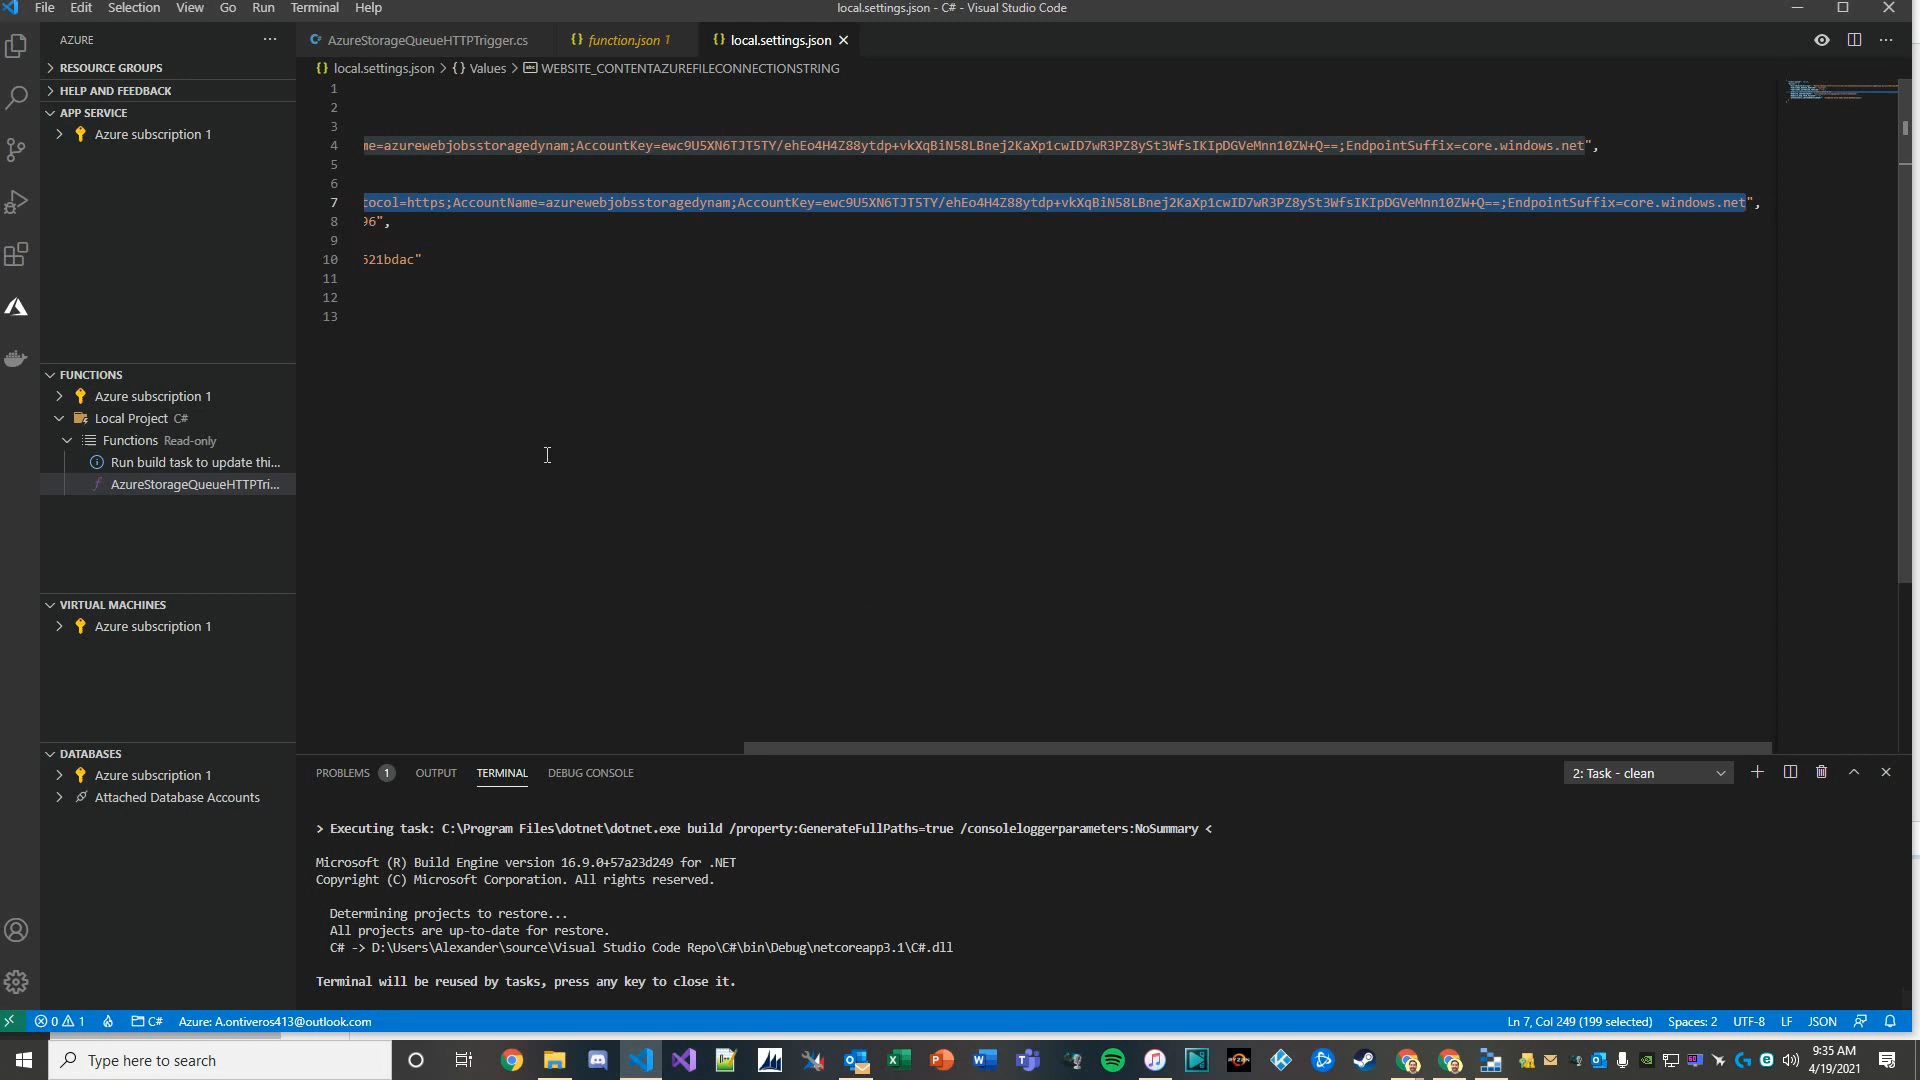 File Edit Selection View Go Run Terminal Help
local.settings.json - C# - Visual Studio Code
AZURE
RESOURCE GROUPS
HELP AND FEEDBACK
APP SERVICE
Azure subscription 1
FUNCTIONS
Azure subscription 1
Local Project C#
Functions Read-only
Run build task to update thi...
AzureStorageQueueHTTPTri...
VIRTUAL MACHINES
Azure subscription 1
DATABASES
Azure subscription 1
Attached Database Accounts
AzureStorageQueueHTTPTrigger.cs function.json 1 local.settings.json
local.settings.json > {} Values > WEBSITE_CONTENTAZUREFILECONNECTIONSTRING
1
2
3
4 me=azurewebjobsstoragedynam;AccountKey=ewc9U5XN6TJT5TY/ehEo4H4Z88ytdp+vkXqBiN58LBnej2KaXp1cwID7wR3PZ8ySt3WfsIKIpDGVeMnn10ZW+Q==;EndpointSuffix=core.windows.net",
5
6
7 tocol=https;AccountName=azurewebjobsstoragedynam;AccountKey=ewc9U5XN6TJT5TY/ehEo4H4Z88ytdp+vkXqBiN58LBnej2KaXp1cwID7wR3PZ8ySt3WfsIKIpDGVeMnn10ZW+Q==;EndpointSuffix=core.windows.net",
8 96",
9
10 621bdac"
11
12
13
PROBLEMS 1 OUTPUT TERMINAL DEBUG CONSOLE
2: Task - clean
> Executing task: C:\Program Files\dotnet\dotnet.exe build /property:GenerateFullPaths=true /consoleloggerparameters:NoSummary <
Microsoft (R) Build Engine version 16.9.0+57a23d249 for .NET
Copyright (C) Microsoft Corporation. All rights reserved.
Determining projects to restore...
All projects are up-to-date for restore.
C# -> D:\Users\Alexander\source\Visual Studio Code Repo\C#\bin\Debug\netcoreapp3.1\C#.dll
Terminal will be reused by tasks, press any key to close it.
0 1 C# Azure: A.ontiveros413@outlook.com
Ln 7, Col 249 (199 selected) Spaces: 2 UTF-8 LF JSON
Type here to search
9:35 AM
4/19/2021